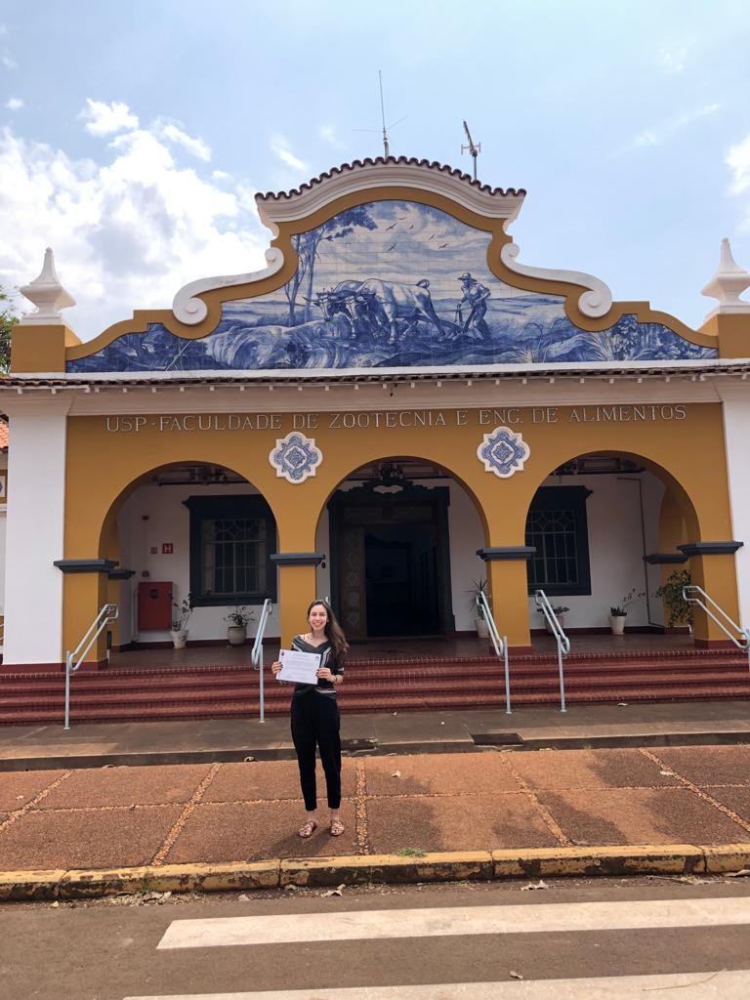 USP-FACULDADE DE ZOOTECNIA E ENG. DE ALIMENTOS
H